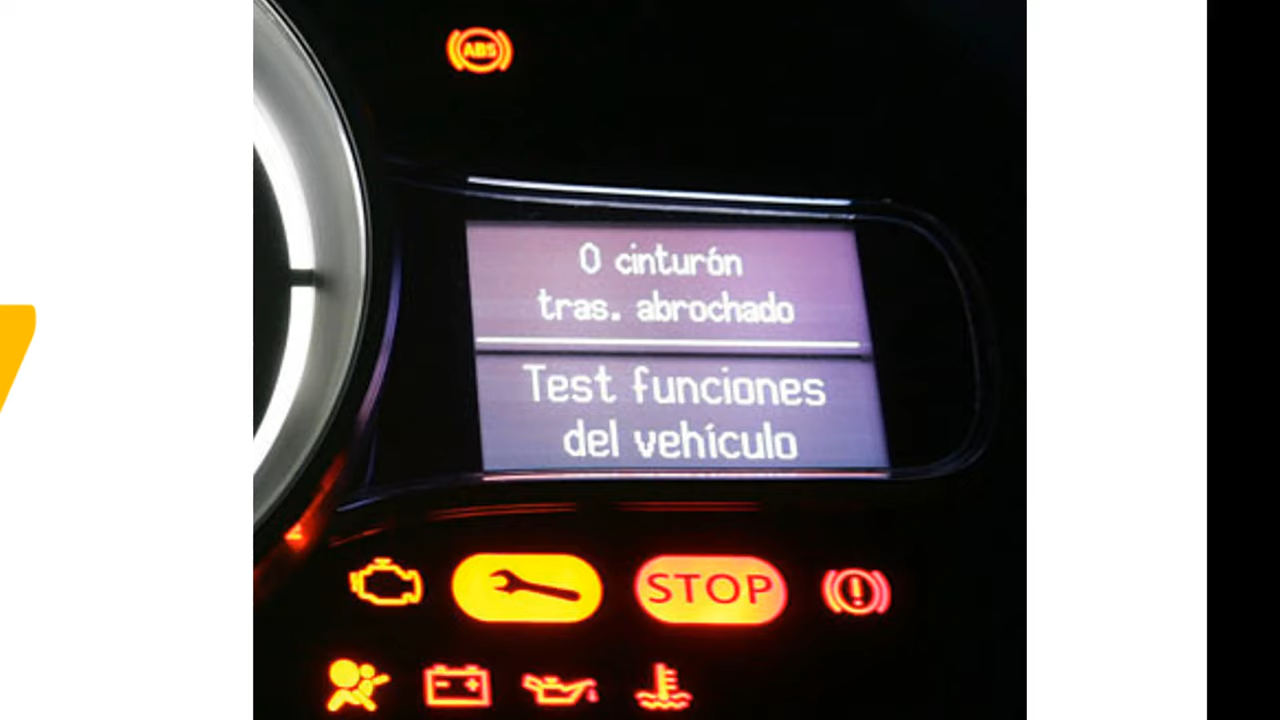 ABS
0 cinturón
tras. abrochado
Test funciones
del vehículo
STOP